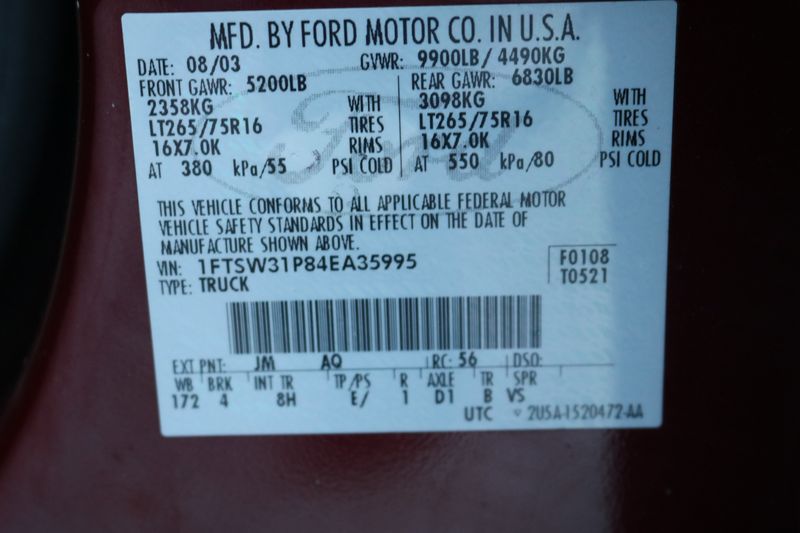 MFD. BY FORD MOTOR CO. IN U.S.A.
DATE: 08/03 GVWR: 9900LB/ 4490KG
FRONT GAWR: 5200LB REAR GAWR: 6830LB
2358KG WITH 3098KG WITH
LT265/75R16 TIRES LT265/75R16 TIRES
16X7.0K RIMS 16X7.0K RIMS
AT 380 kPa/55 PSI COLD AT 550 kPa/80 PSI COLD
Ford
THIS VEHICLE CONFORMS TO ALL APPLICABLE FEDERAL MOTOR
VEHICLE SAFETY STANDARDS IN EFFECT ON THE DATE OF
MANUFACTURE SHOWN ABOVE.
VIN: 1FTSW31P84EA35995 F0108
TYPE: TRUCK T0521
EXT PNT: JM AQ RC: 56 DSO:
WB BRK INT TR TP/PS R AXLE TR SPR
172 4 8H E/ 1 D1 B VS
UTC 2U5A-1520472-AA